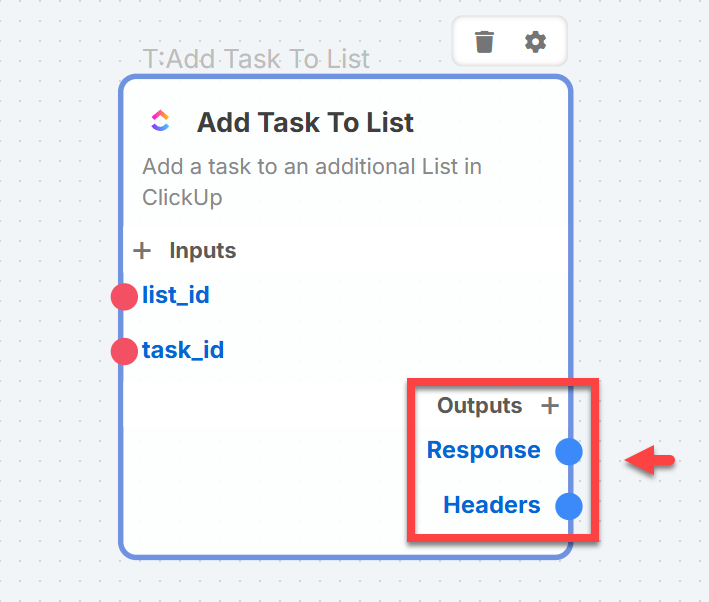 T:Add Task To List
Add Task To List
Add a task to an additional List in
ClickUp
+ Inputs
list_id
task_id
Outputs +
Response
Headers